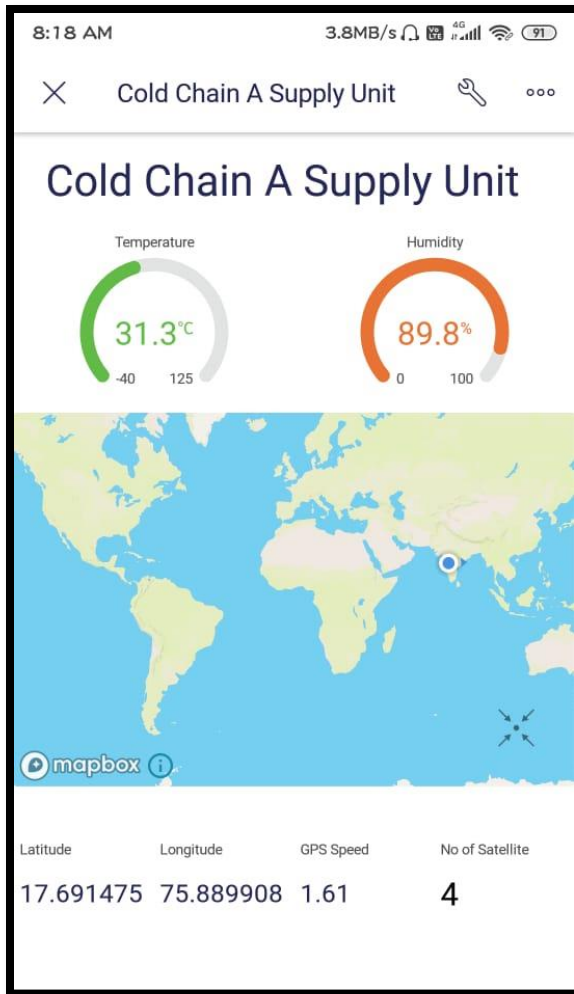 8:18 AM 3.8MB/s Vo LTE 4G 91
Cold Chain A Supply Unit
Cold Chain A Supply Unit
Temperature Humidity
31.3°C 89.8%
-40 125 0 100
mapbox i
Latitude Longitude GPS Speed No of Satellite
17.691475 75.889908 1.61 4